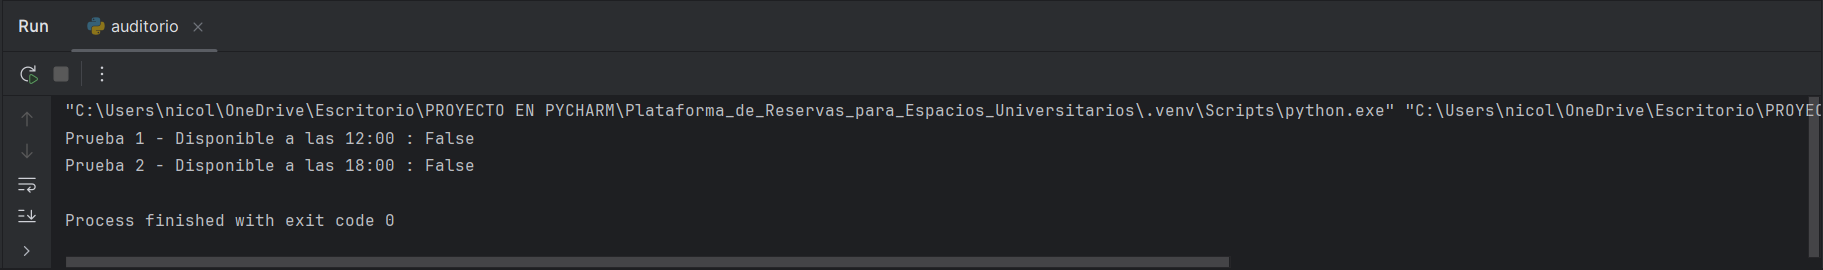 Run auditorio
"C:\Users\nicol\OneDrive\Escritorio\PROYECTO EN PYCHARM\Plataforma_de_Reservas_para_Espacios_Universitarios\.venv\Scripts\python.exe" "C:\Users\nicol\OneDrive\Escritorio\PROYEC
Prueba 1 - Disponible a las 12:00 : False
Prueba 2 - Disponible a las 18:00 : False
Process finished with exit code 0